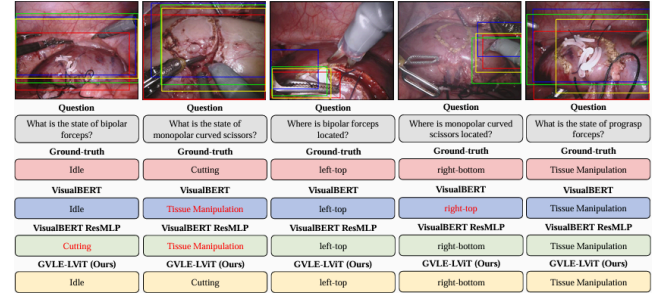 Question
What is the state of bipolar
forceps?
Ground-truth
Idle
VisualBERT
Idle
VisualBERT ResMLP
Cutting
GVLE-LViT (Ours)
Idle
Question
What is the state of
monopolar curved scissors?
Ground-truth
Cutting
VisualBERT
Tissue Manipulation
VisualBERT ResMLP
Tissue Manipulation
GVLE-LViT (Ours)
Cutting
Question
Where is bipolar forceps
located?
Ground-truth
left-top
VisualBERT
left-top
VisualBERT ResMLP
left-top
GVLE-LViT (Ours)
left-top
Question
Where is monopolar curved
scissors located?
Ground-truth
right-bottom
VisualBERT
right-top
VisualBERT ResMLP
right-bottom
GVLE-LViT (Ours)
right-bottom
Question
What is the state of prograsp
forceps?
Ground-truth
Tissue Manipulation
VisualBERT
Tissue Manipulation
VisualBERT ResMLP
Tissue Manipulation
GVLE-LViT (Ours)
Tissue Manipulation